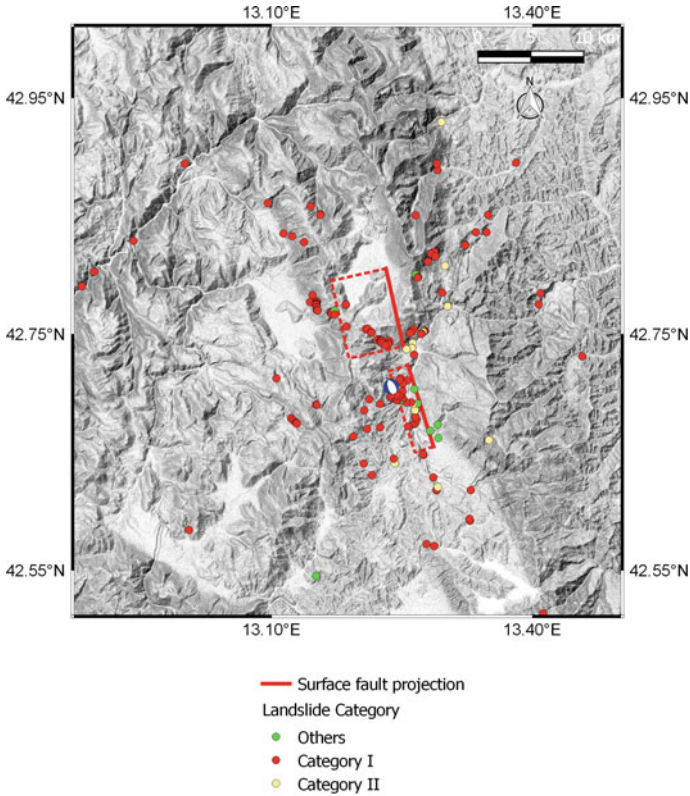 13.10°E 13.40°E
0 5 10 km
N
42.95°N 42.95°N
42.75°N 42.75°N
42.55°N 42.55°N
13.10°E 13.40°E
Surface fault projection
Landslide Category
Others
Category I
Category II